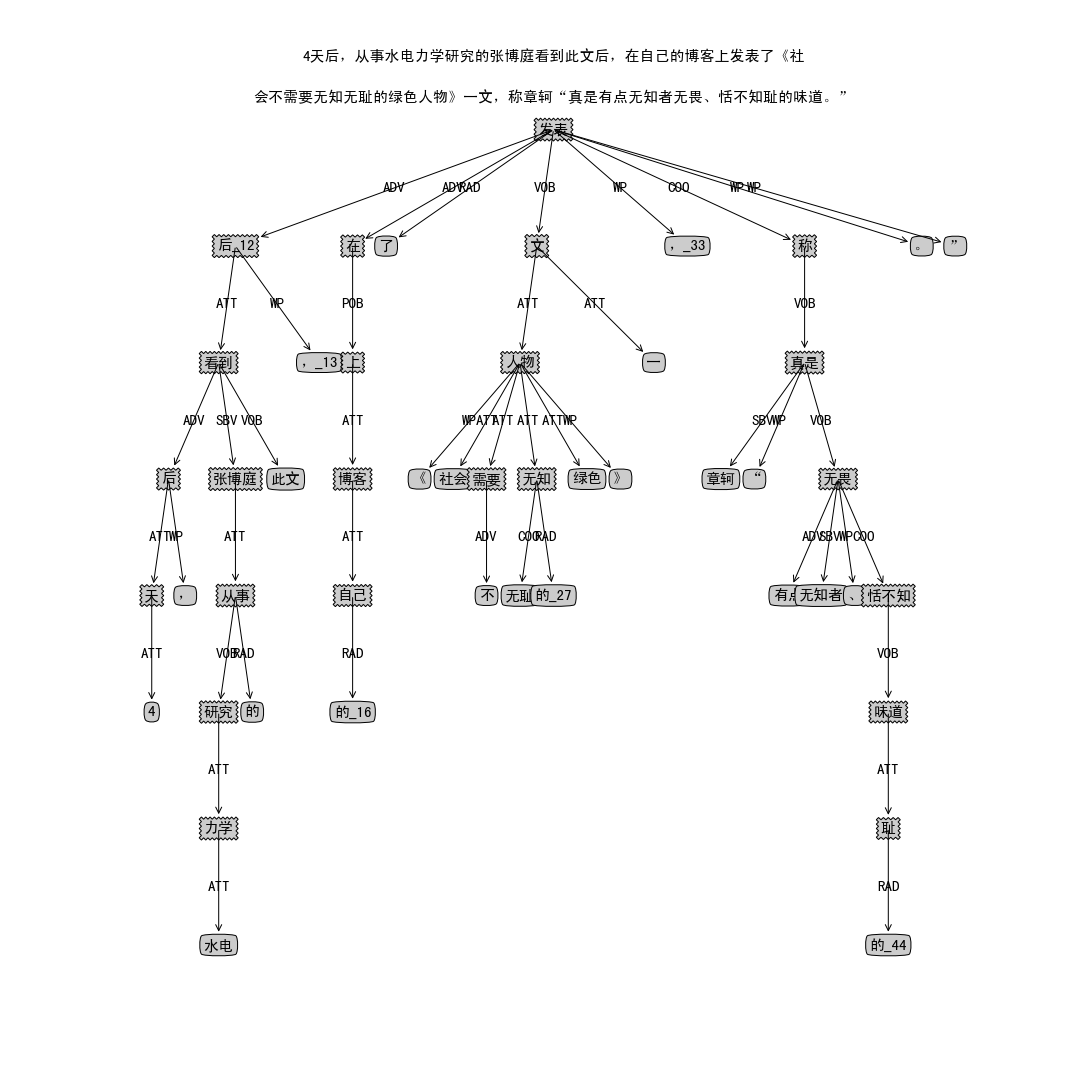 4天后，从事水电力学研究的张博庭看到此文后，在自己的博客上发表了《社
会不需要无知无耻的绿色人物》一文，称章轲“真是有点无知者无畏、恬不知耻的味道。”
发表
ADV ADV RAD VOB WP COO WP WP
后_12 在 了 文 ，_33 称 。 ”
ATT WP POB ATT ATT VOB
看到 ，_13 上 人物 一 真是
ADV SBV VOB ATT WP ATT ATT ATT ATT WP SBV WP VOB
后 张博庭 此文 博客 《 社会 需要 无知 绿色 》 章轲 “ 无畏
ATT WP ATT ATT ADV COO RAD ADV SBV WP COO
天 ， 从事 自己 不 无耻 的_27 有点 无知者 、 恬不知
ATT VOB RAD RAD VOB
4 研究 的 的_16 味道
ATT ATT
力学 耻
ATT RAD
水电 的_44